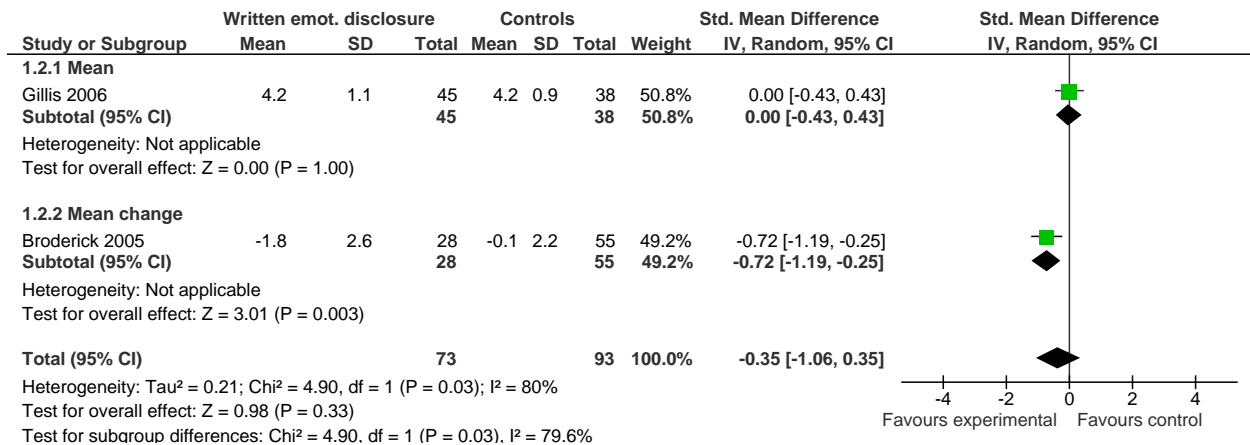 Written emot. disclosure Controls Std. Mean Difference Std. Mean Difference
Study or Subgroup Mean SD Total Mean SD Total Weight IV, Random, 95% CI IV, Random, 95% CI
1.2.1 Mean
Gillis 2006 4.2 1.1 45 4.2 0.9 38 50.8% 0.00 [-0.43, 0.43]
Subtotal (95% CI) 45 38 50.8% 0.00 [-0.43, 0.43]
Heterogeneity: Not applicable
Test for overall effect: Z = 0.00 (P = 1.00)
1.2.2 Mean change
Broderick 2005 -1.8 2.6 28 -0.1 2.2 55 49.2% -0.72 [-1.19, -0.25]
Subtotal (95% CI) 28 55 49.2% -0.72 [-1.19, -0.25]
Heterogeneity: Not applicable
Test for overall effect: Z = 3.01 (P = 0.003)
Total (95% CI) 73 93 100.0% -0.35 [-1.06, 0.35]
Heterogeneity: Tau² = 0.21; Chi² = 4.90, df = 1 (P = 0.03); I² = 80%
Test for overall effect: Z = 0.98 (P = 0.33)
Test for subgroup differences: Chi² = 4.90, df = 1 (P = 0.03), I² = 79.6%
-4 -2 0 2 4
Favours experimental Favours control